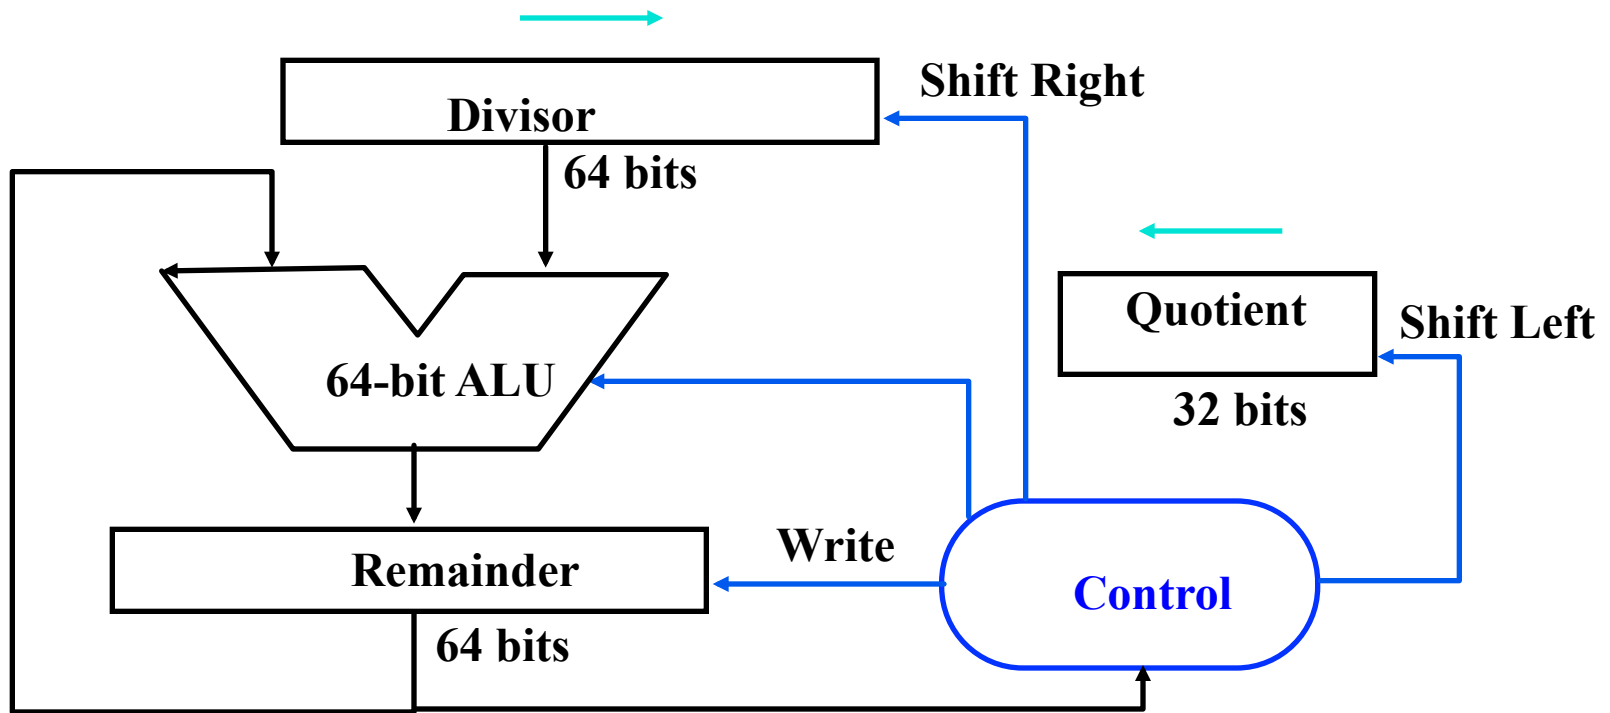 Shift Right
Divisor
64 bits
Quotient
Shift Left
64-bit ALU
32 bits
Write
Remainder
Control
64 bits